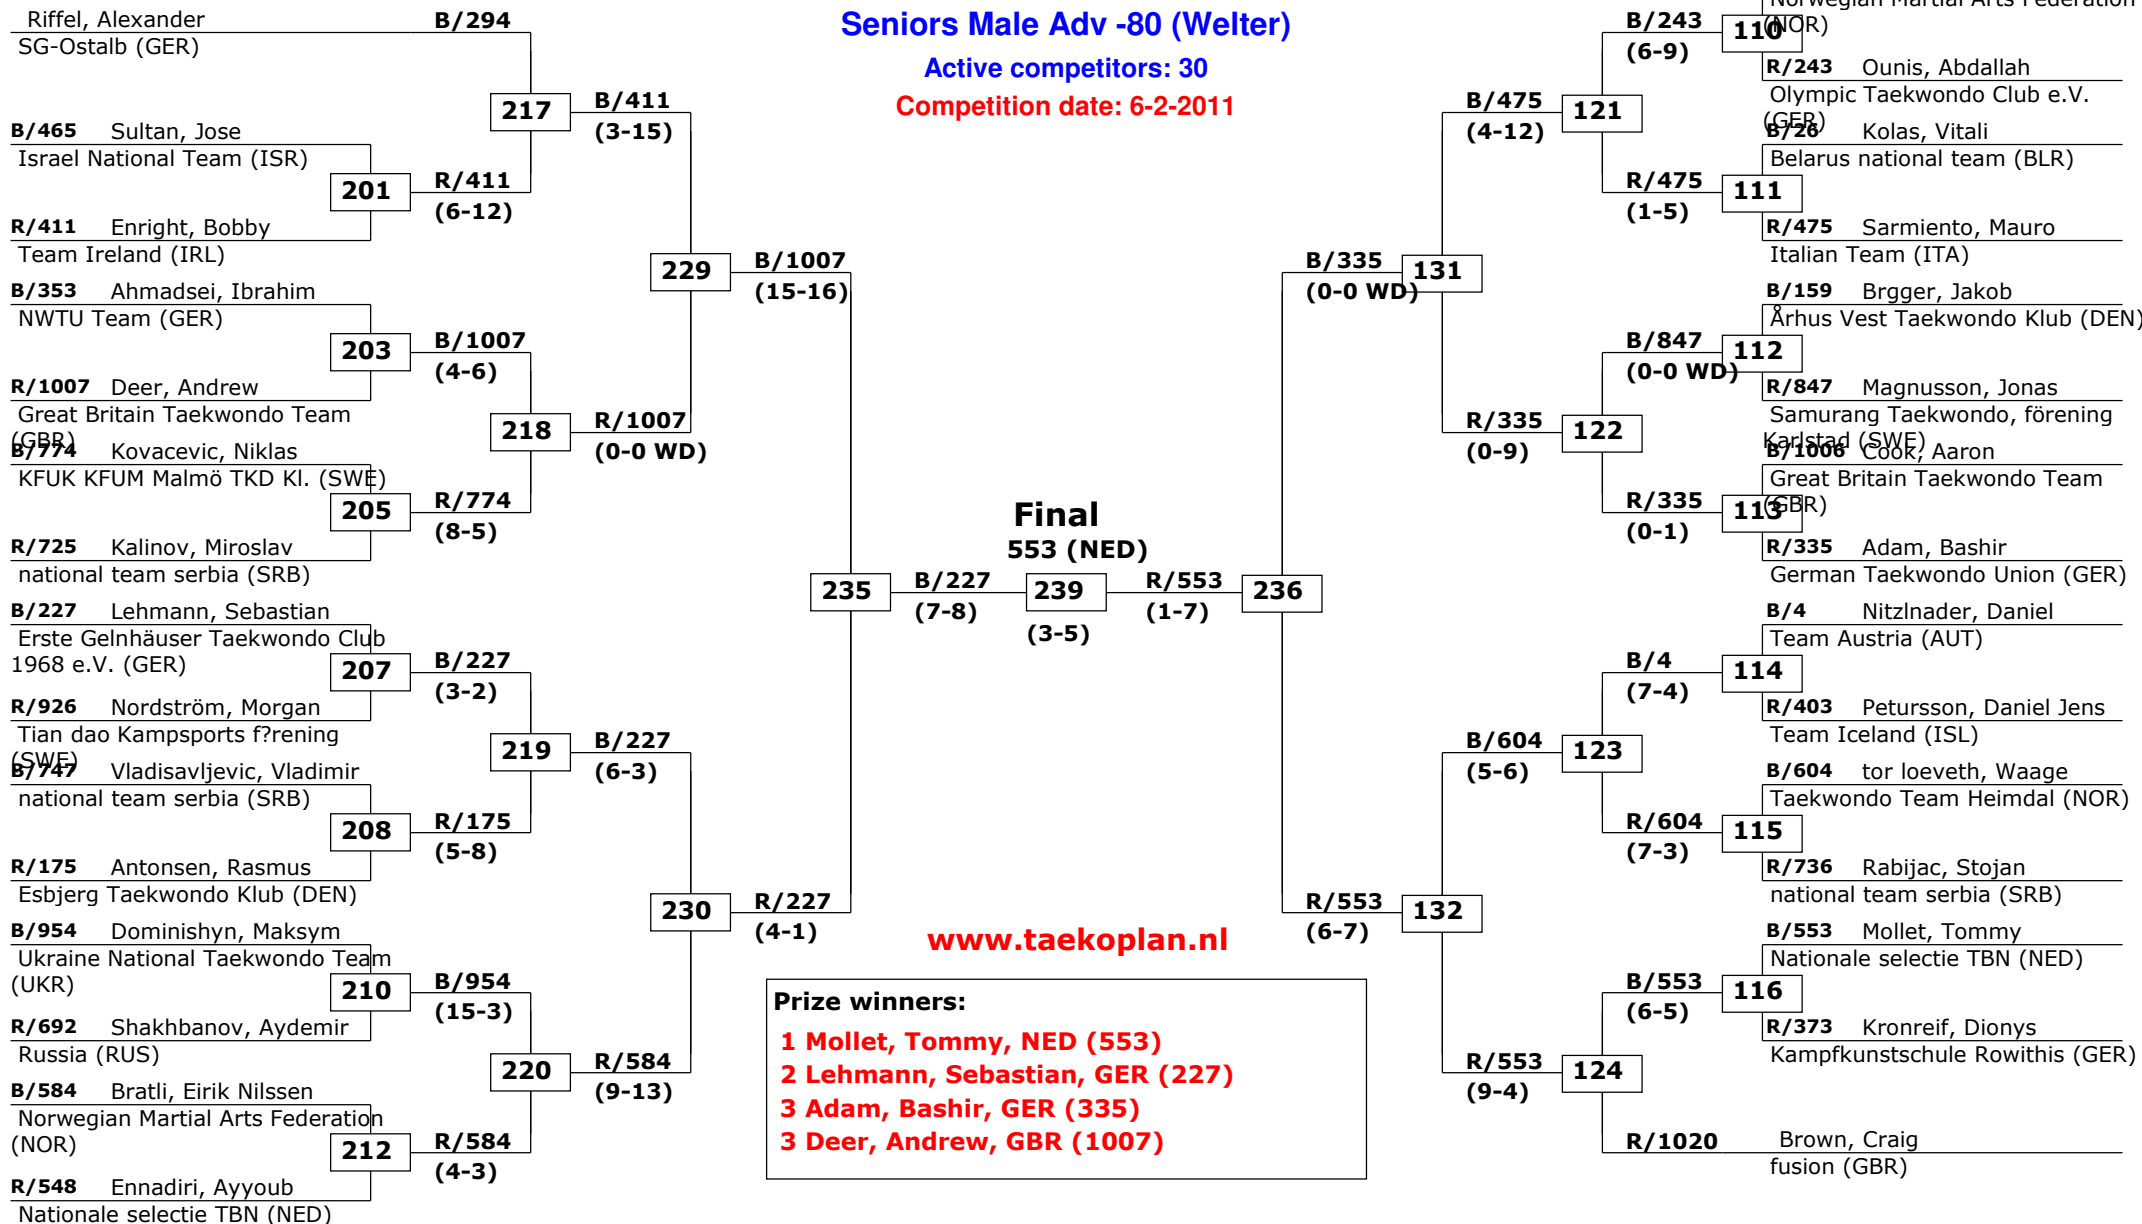 Seniors Male Adv -80 (Welter)
Active competitors: 30
Competition date: 6-2-2011
Riffel, Alexander
B/294
SG-Ostalb (GER)
217
B/411
(3-15)
B/465 Sultan, Jose
Israel National Team (ISR)
201
R/411
(6-12)
R/411 Enright, Bobby
Team Ireland (IRL)
229
B/1007
(15-16)
B/353 Ahmadsei, Ibrahim
NWTU Team (GER)
203
B/1007
(4-6)
R/1007 Deer, Andrew
Great Britain Taekwondo Team
(GBR)
218
R/1007
(0-0 WD)
B/774 Kovacevic, Niklas
KFUK KFUM Malmö TKD Kl. (SWE)
205
R/774
(8-5)
R/725 Kalinov, Miroslav
national team serbia (SRB)
235
B/227
(7-8)
B/227 Lehmann, Sebastian
Erste Gelnhäuser Taekwondo Club
1968 e.V. (GER)
207
B/227
(3-2)
R/926 Nordström, Morgan
Tian dao Kampsports f?rening
(SWE)
219
B/227
(6-3)
B/747 Vladisavljevic, Vladimir
national team serbia (SRB)
208
R/175
(5-8)
R/175 Antonsen, Rasmus
Esbjerg Taekwondo Klub (DEN)
230
R/227
(4-1)
B/954 Dominishyn, Maksym
Ukraine National Taekwondo Team
(UKR)
210
B/954
(15-3)
R/692 Shakhbanov, Aydemir
Russia (RUS)
220
R/584
(9-13)
B/584 Bratli, Eirik Nilssen
Norwegian Martial Arts Federation
(NOR)
212
R/584
(4-3)
R/548 Ennadiri, Ayyoub
Nationale selectie TBN (NED)
Final
553 (NED)
239
(3-5)
R/553
(1-7)
236
B/335
(0-0 WD)
131
B/475
(4-12)
121
B/243
(6-9)
110
Norwegian Martial Arts Federation
(NOR)
R/243 Ounis, Abdallah
Olympic Taekwondo Club e.V.
(GER)
B/26 Kolas, Vitali
Belarus national team (BLR)
R/475
(1-5)
111
R/475 Sarmiento, Mauro
Italian Team (ITA)
B/159 Brgger, Jakob
Århus Vest Taekwondo Klub (DEN)
B/847
(0-0 WD)
112
R/847 Magnusson, Jonas
Samurang Taekwondo, förening
Karlstad (SWE)
R/335
(0-9)
122
B/1006 Cook, Aaron
Great Britain Taekwondo Team
(GBR)
R/335
(0-1)
113
R/335 Adam, Bashir
German Taekwondo Union (GER)
B/4 Nitzlnader, Daniel
Team Austria (AUT)
B/4
(7-4)
114
R/403 Petursson, Daniel Jens
Team Iceland (ISL)
B/604
(5-6)
123
B/604 tor loeveth, Waage
Taekwondo Team Heimdal (NOR)
R/604
(7-3)
115
R/736 Rabijac, Stojan
national team serbia (SRB)
R/553
(6-7)
132
B/553 Mollet, Tommy
Nationale selectie TBN (NED)
B/553
(6-5)
116
R/373 Kronreif, Dionys
Kampfkunstschule Rowithis (GER)
R/553
(9-4)
124
R/1020 Brown, Craig
fusion (GBR)
www.taekoplan.nl
Prize winners:
1 Mollet, Tommy, NED (553)
2 Lehmann, Sebastian, GER (227)
3 Adam, Bashir, GER (335)
3 Deer, Andrew, GBR (1007)